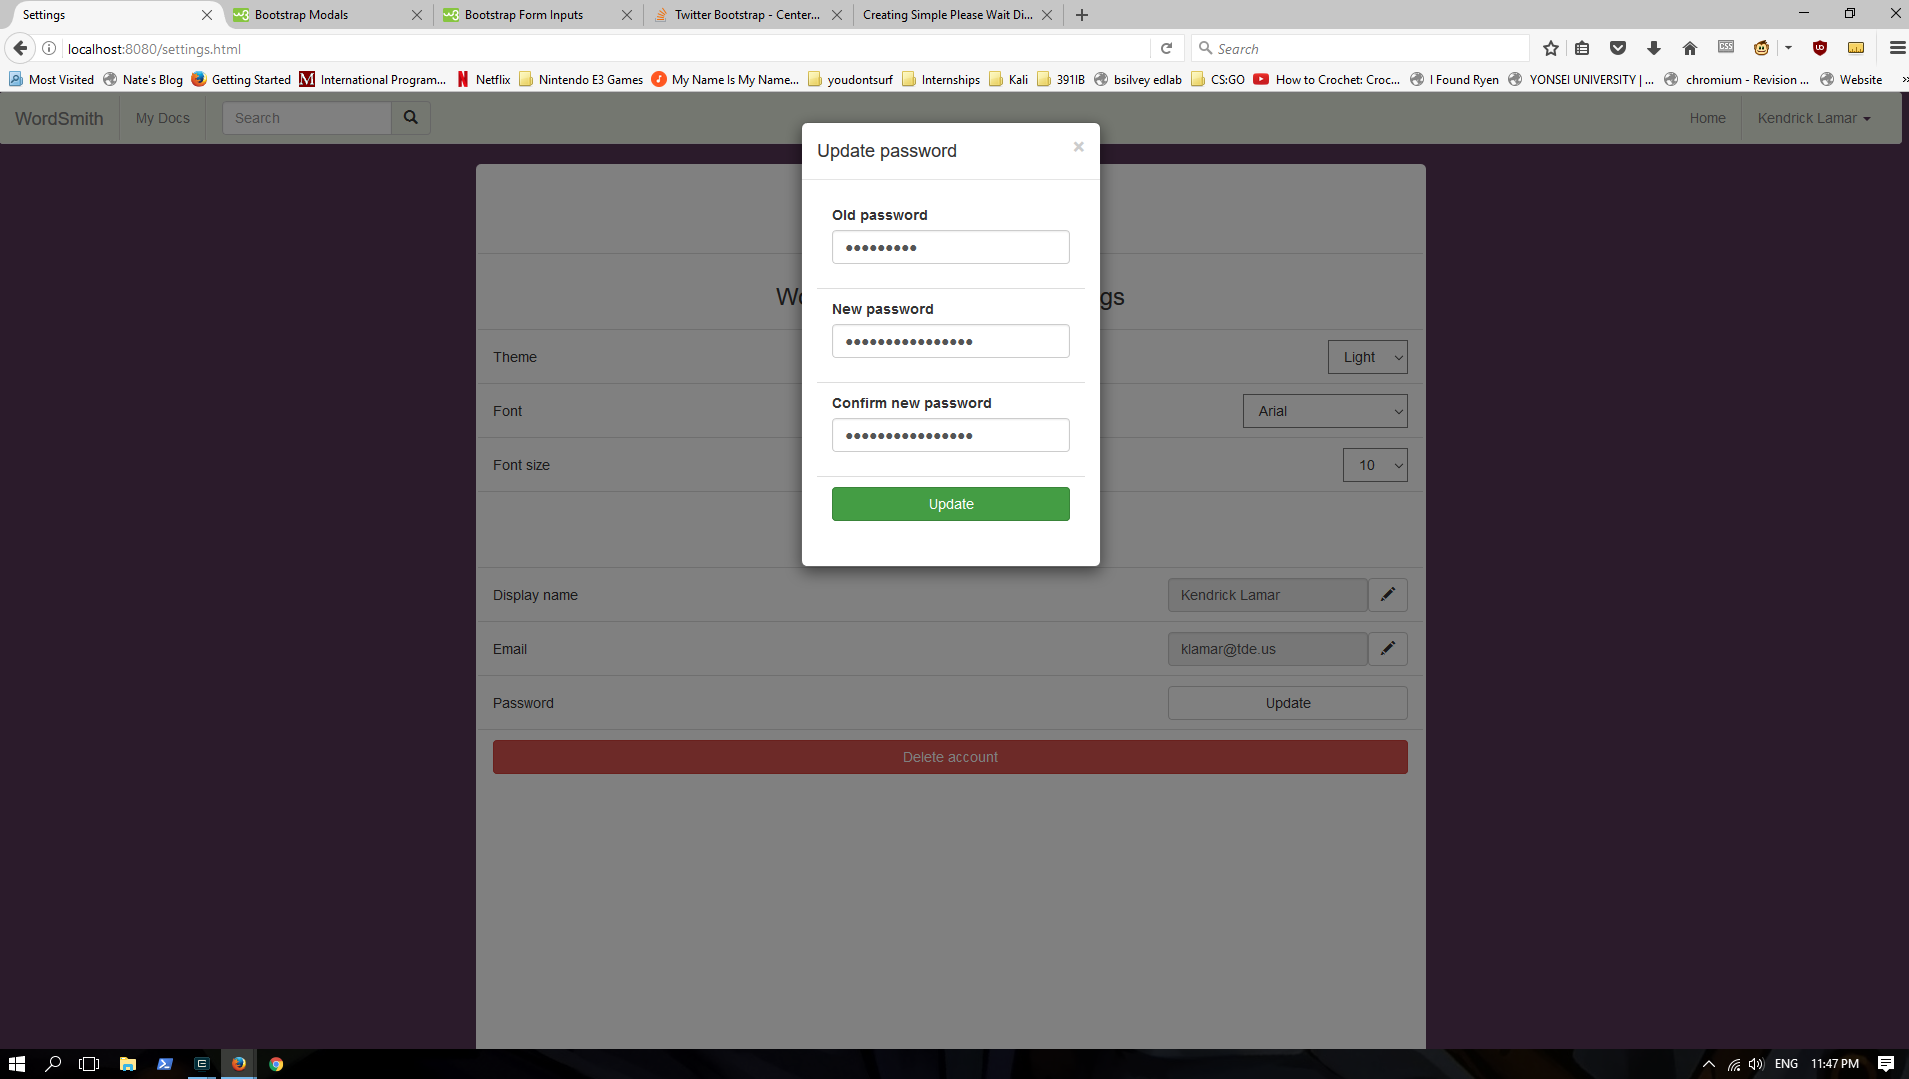 Settings
Bootstrap Modals
Bootstrap Form Inputs
Twitter Bootstrap - Center...
Creating Simple Please Wait Di...
localhost:8080/settings.html
Search
Most Visited
Nate's Blog
Getting Started
International Program...
Netflix
Nintendo E3 Games
My Name Is My Name...
youdontsurf
Internships
Kali
391IB
bsilvey edlab
CS:GO
How to Crochet: Croc...
I Found Ryen
YONSEI UNIVERSITY | ...
chromium - Revision ...
Website
WordSmith
My Docs
Search
Home
Kendrick Lamar
Update password
×
Old password
New password
Confirm new password
Update
gs
Theme
Light
Font
Arial
Font size
10
Display name
Kendrick Lamar
Email
klamar@tde.us
Password
Update
Delete account
ENG
11:47 PM